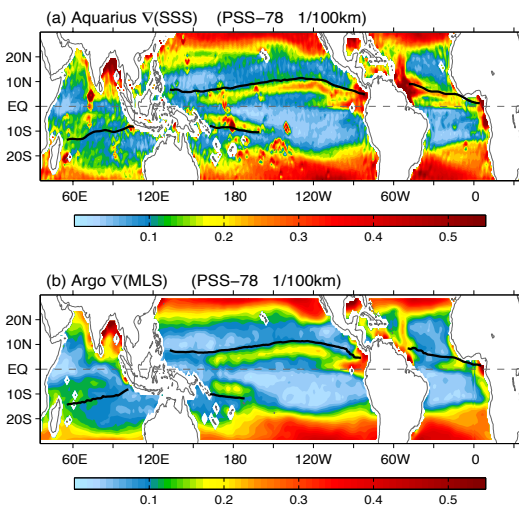 (a) Aquarius ∇(SSS) (PSS−78 1/100km)
20N
10N
EQ
10S
20S
60E 120E 180 120W 60W 0
0.1 0.2 0.3 0.4 0.5
(b) Argo ∇(MLS) (PSS−78 1/100km)
20N
10N
EQ
10S
20S
60E 120E 180 120W 60W 0
0.1 0.2 0.3 0.4 0.5